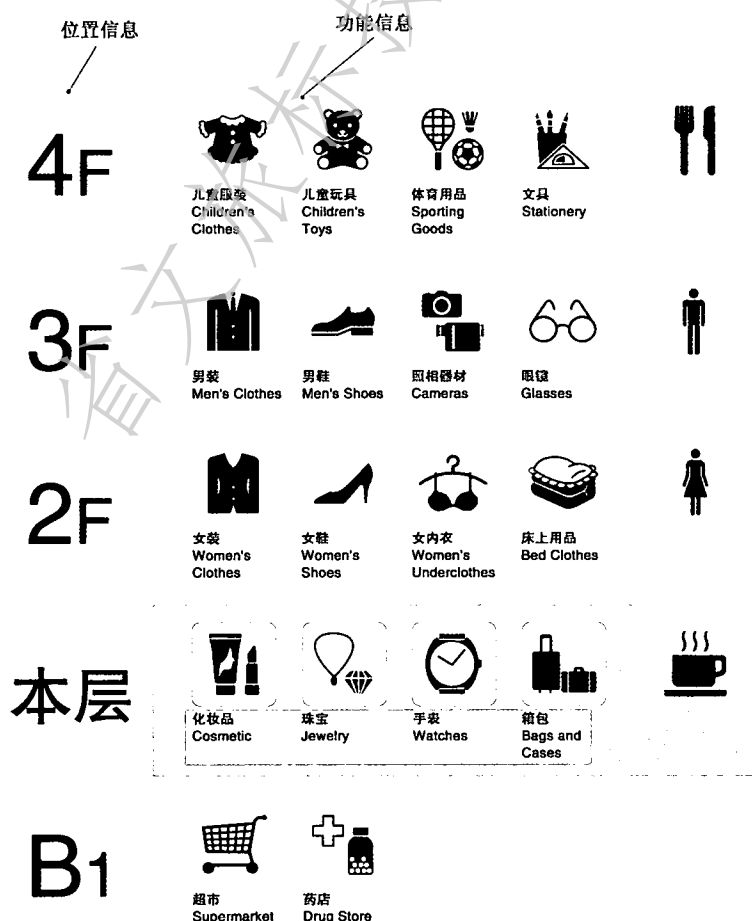 位置信息
功能信息
4F
儿童服装
Children's
Clothes
儿童玩具
Children's
Toys
体育用品
Sporting
Goods
文具
Stationery
3F
男装
Men's Clothes
男鞋
Men's Shoes
照相器材
Cameras
眼镜
Glasses
2F
女装
Women's
Clothes
女鞋
Women's
Shoes
女内衣
Women's
Underclothes
床上用品
Bed Clothes
本层
化妆品
Cosmetic
珠宝
Jewelry
手表
Watches
箱包
Bags and
Cases
B1
超市
Supermarket
药店
Drug Store
省文旅标